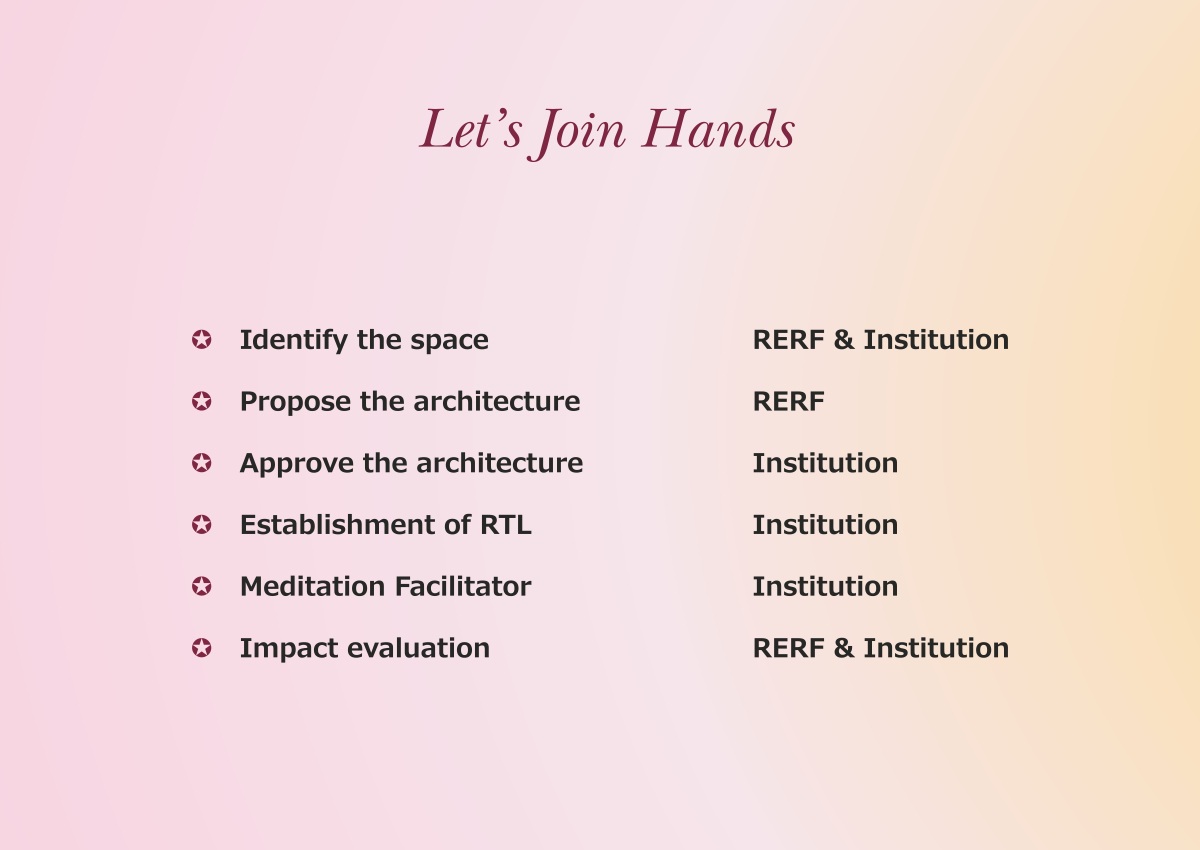 Let's Join Hands
✪ Identify the space RERF & Institution
✪ Propose the architecture RERF
✪ Approve the architecture Institution
✪ Establishment of RTL Institution
✪ Meditation Facilitator Institution
✪ Impact evaluation RERF & Institution